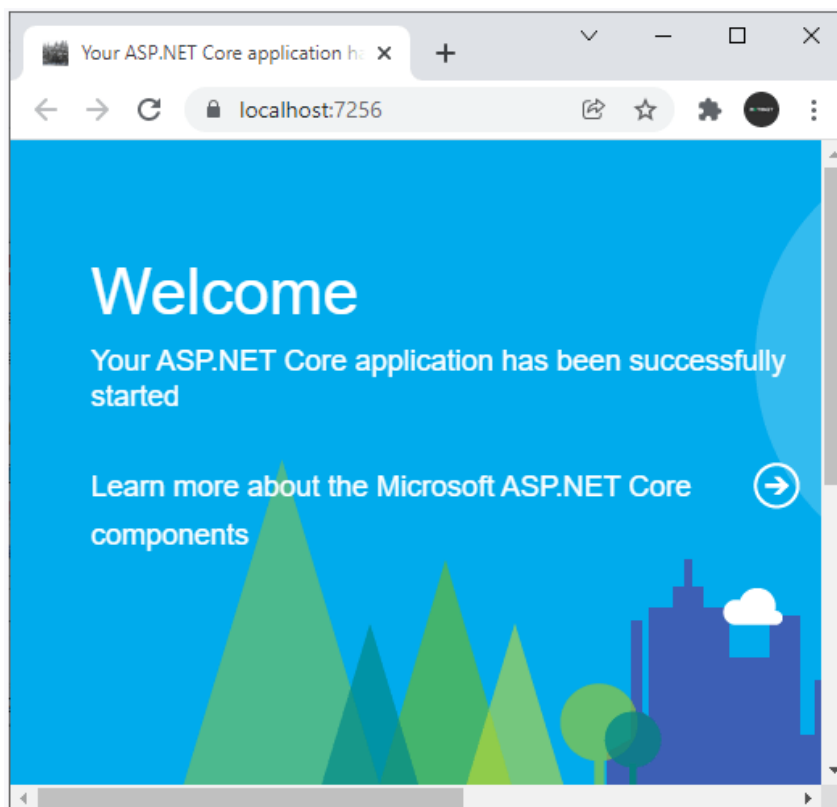 Your ASP.NET Core application ha
localhost:7256
Welcome
Your ASP.NET Core application has been successfully
started
Learn more about the Microsoft ASP.NET Core
components